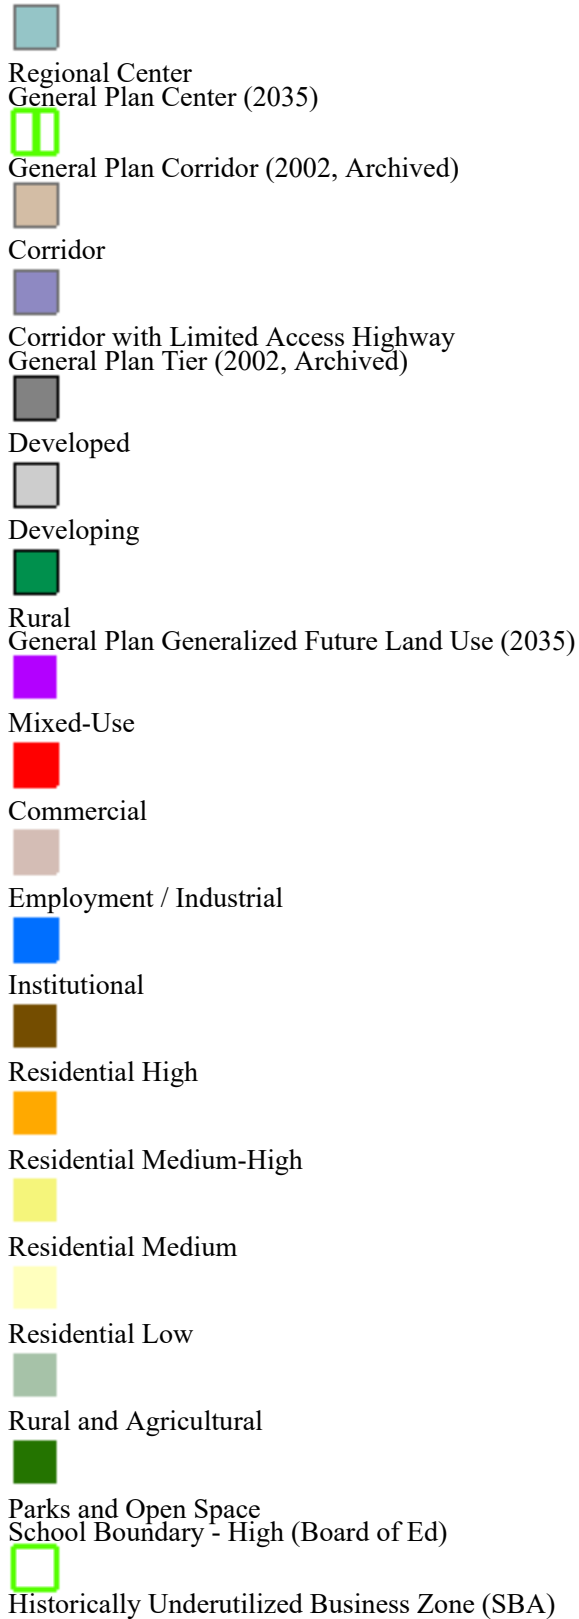 Regional Center
General Plan Center (2035)
General Plan Corridor (2002, Archived)
Corridor
Corridor with Limited Access Highway
General Plan Tier (2002, Archived)
Developed
Developing
Rural
General Plan Generalized Future Land Use (2035)
Mixed-Use
Commercial
Employment / Industrial
Institutional
Residential High
Residential Medium-High
Residential Medium
Residential Low
Rural and Agricultural
Parks and Open Space
School Boundary - High (Board of Ed)
Historically Underutilized Business Zone (SBA)